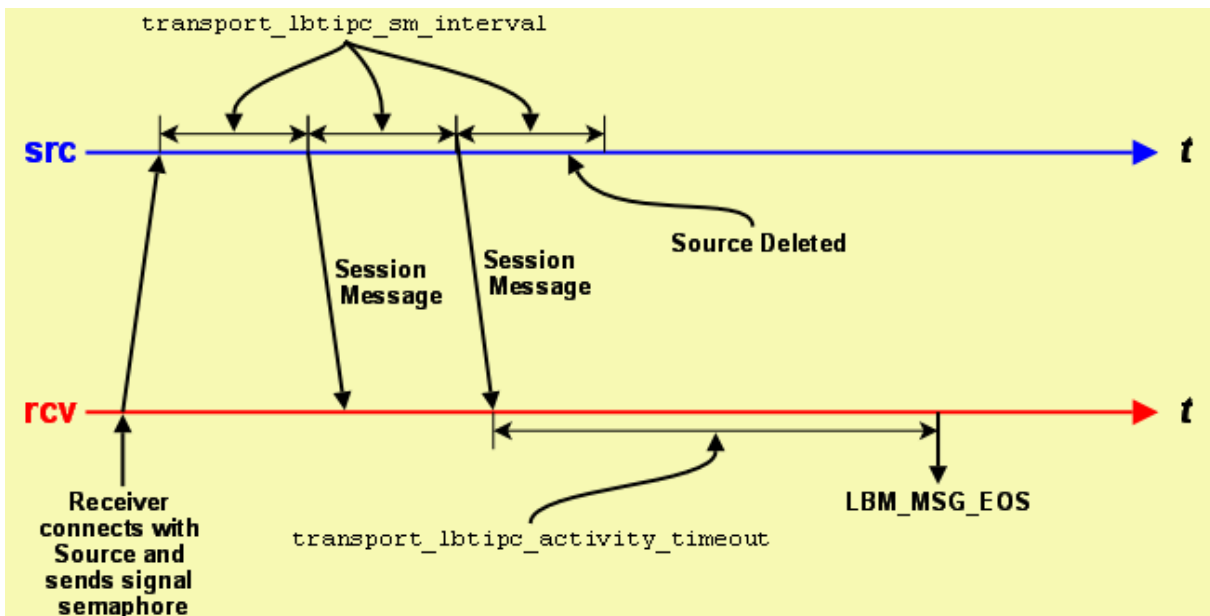 transport_lbtipc_sm_interval
src
t
Source Deleted
Session
Message
Session
Message
rcv
t
Receiver
connects with
Source and
sends signal
semaphore
transport_lbtipc_activity_timeout
LBM_MSG_EOS